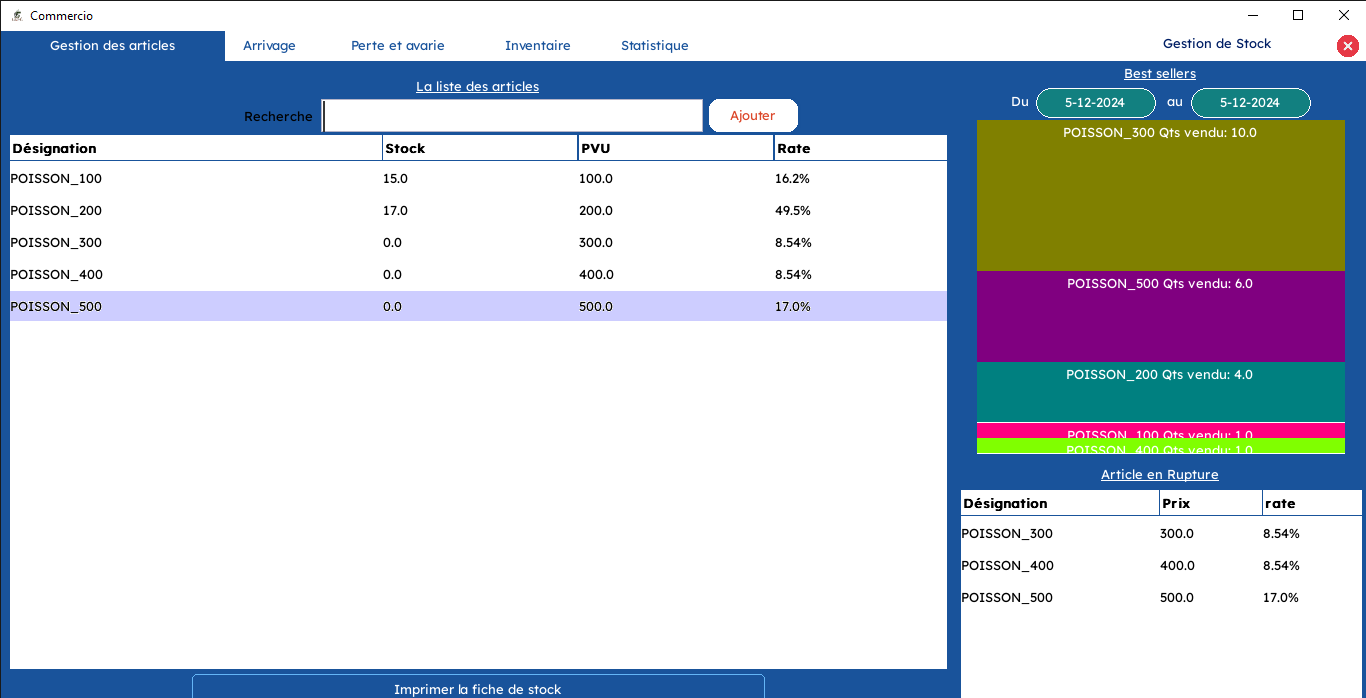 Commercio
Gestion des articles Arrivage Perte et avarie Inventaire Statistique Gestion de Stock
La liste des articles
Recherche Ajouter
Désignation Stock PVU Rate
POISSON_100 15.0 100.0 16.2%
POISSON_200 17.0 200.0 49.5%
POISSON_300 0.0 300.0 8.54%
POISSON_400 0.0 400.0 8.54%
POISSON_500 0.0 500.0 17.0%
Imprimer la fiche de stock
Best sellers
Du 5-12-2024 au 5-12-2024
POISSON_300 Qts vendu: 10.0
POISSON_500 Qts vendu: 6.0
POISSON_200 Qts vendu: 4.0
POISSON_100 Qts vendu: 1.0
POISSON_400 Qts vendu: 1.0
Article en Rupture
Désignation Prix rate
POISSON_300 300.0 8.54%
POISSON_400 400.0 8.54%
POISSON_500 500.0 17.0%